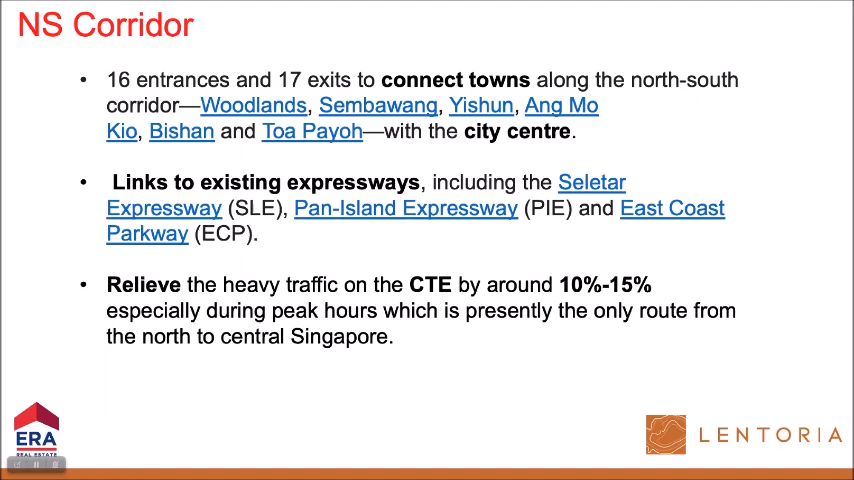 NS Corridor
• 16 entrances and 17 exits to connect towns along the north-south
corridor—Woodlands, Sembawang, Yishun, Ang Mo
Kio, Bishan and Toa Payoh—with the city centre.
• Links to existing expressways, including the Seletar
Expressway (SLE), Pan-Island Expressway (PIE) and East Coast
Parkway (ECP).
• Relieve the heavy traffic on the CTE by around 10%-15%
especially during peak hours which is presently the only route from
the north to central Singapore.
ERA
REAL ESTATE
LENTORIA